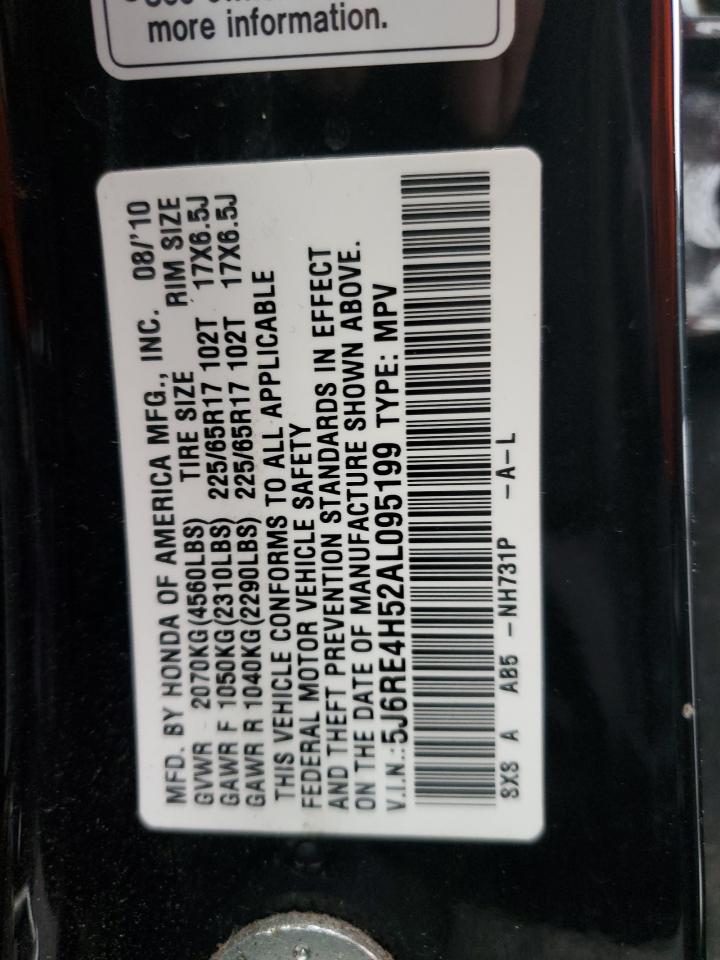 more information.
MFD. BY HONDA OF AMERICA MFG., INC. 08/'10
GVWR 2070KG(4560LBS) TIRE SIZE RIM SIZE
GAWR F 1050KG(2310LBS) 225/65R17 102T 17X6.5J
GAWR R 1040KG(2290LBS) 225/65R17 102T 17X6.5J
THIS VEHICLE CONFORMS TO ALL APPLICABLE
FEDERAL MOTOR VEHICLE SAFETY
AND THEFT PREVENTION STANDARDS IN EFFECT
ON THE DATE OF MANUFACTURE SHOWN ABOVE.
V.I.N.:5J6RE4H52AL095199 TYPE: MPV
SXS A AB5 -NH731P -A-L